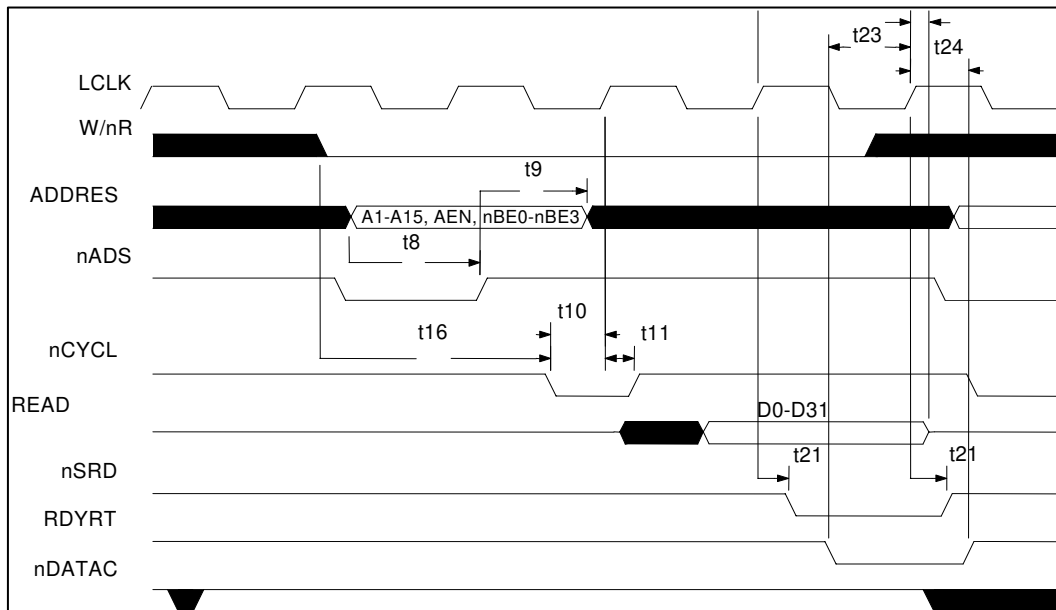 t23
t24
LCLK
W/nR
t9
ADDRES
A1-A15, AEN, nBE0-nBE3
t8
nADS
t10
t16
t11
nCYCL
READ
D0-D31
nSRD
t21
t21
RDYRT
nDATAC